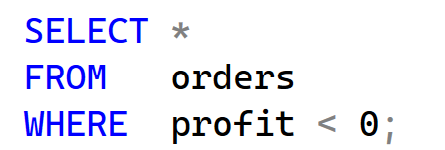 SELECT *
FROM   orders
WHERE  profit < 0;